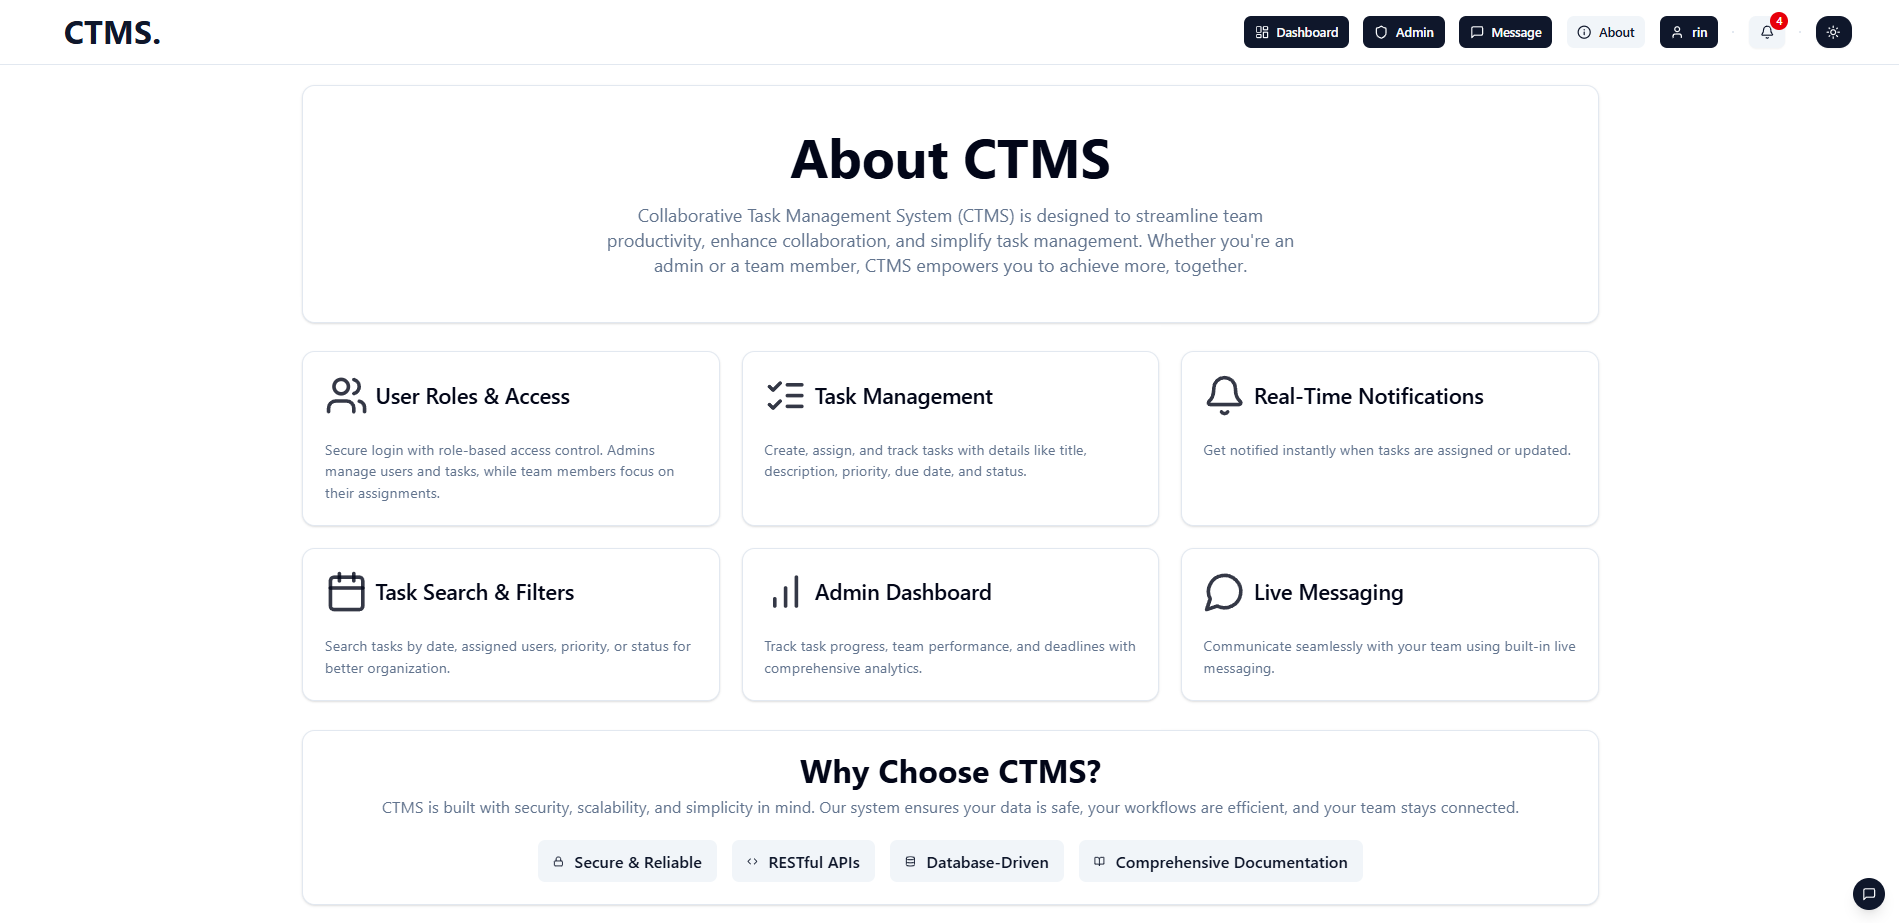 CTMS.
Dashboard
Admin
Message
About
rin
4
About CTMS
Collaborative Task Management System (CTMS) is designed to streamline team
productivity, enhance collaboration, and simplify task management. Whether you're an
admin or a team member, CTMS empowers you to achieve more, together.
User Roles & Access
Secure login with role-based access control. Admins
manage users and tasks, while team members focus on
their assignments.
Task Management
Create, assign, and track tasks with details like title,
description, priority, due date, and status.
Real-Time Notifications
Get notified instantly when tasks are assigned or updated.
Task Search & Filters
Search tasks by date, assigned users, priority, or status for
better organization.
Admin Dashboard
Track task progress, team performance, and deadlines with
comprehensive analytics.
Live Messaging
Communicate seamlessly with your team using built-in live
messaging.
Why Choose CTMS?
CTMS is built with security, scalability, and simplicity in mind. Our system ensures your data is safe, your workflows are efficient, and your team stays connected.
Secure & Reliable
RESTful APIs
Database-Driven
Comprehensive Documentation